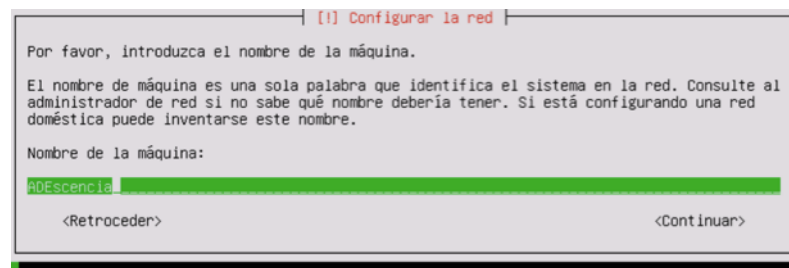 [!] Configurar la red
Por favor, introduzca el nombre de la máquina.
El nombre de máquina es una sola palabra que identifica el sistema en la red. Consulte al
administrador de red si no sabe qué nombre debería tener. Si está configurando una red
doméstica puede inventarse este nombre.
Nombre de la máquina:
ADEscencia
<Retroceder> <Continuar>